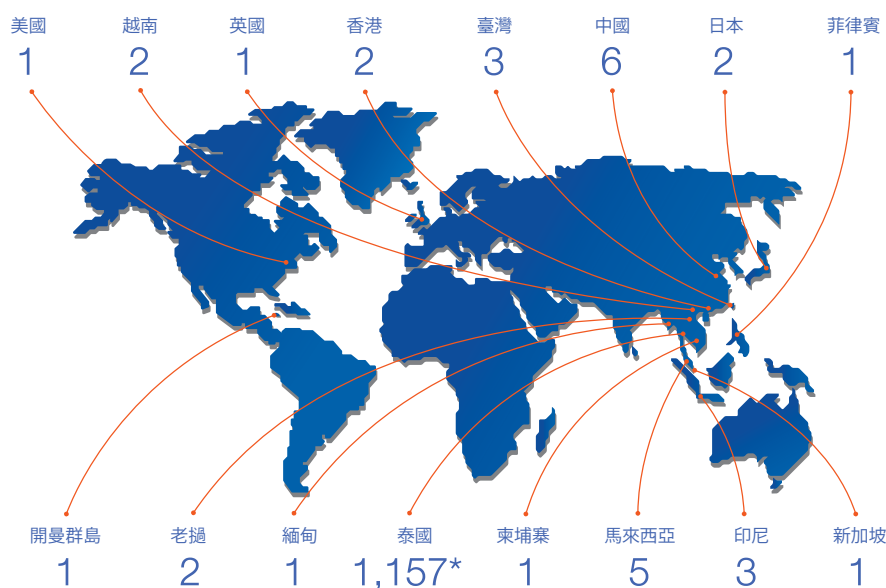 美國 越南 英國 香港 臺灣 中國 日本 菲律賓
1 2 1 2 3 6 2 1
開曼群島 老撾 緬甸 泰國 柬埔寨 馬來西亞 印尼 新加坡
1 2 1 1,157* 1 5 3 1